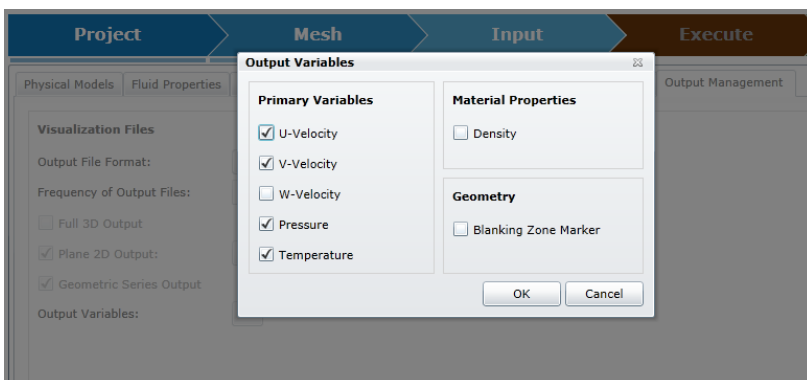 Project
Mesh
Input
Execute
Output Variables
Physical Models
Fluid Properties
Output Management
Visualization Files
Output File Format:
Frequency of Output Files:
Full 3D Output
Plane 2D Output:
Geometric Series Output
Output Variables:
Primary Variables
U-Velocity
V-Velocity
W-Velocity
Pressure
Temperature
Material Properties
Density
Geometry
Blanking Zone Marker
OK
Cancel